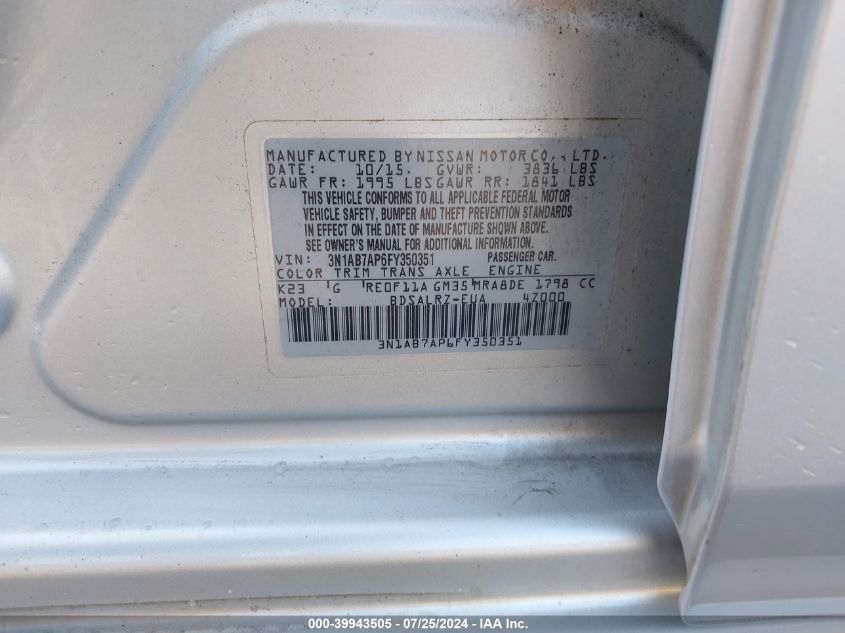 MANUFACTURED BY NISSAN MOTOR CO., LTD.
DATE: 10/15. GVWR: 3836 LBS
GAWR FR: 1995 LBS GAWR RR: 1841 LBS
THIS VEHICLE CONFORMS TO ALL APPLICABLE FEDERAL MOTOR
VEHICLE SAFETY, BUMPER AND THEFT PREVENTION STANDARDS
IN EFFECT ON THE DATE OF MANUFACTURE SHOWN ABOVE.
SEE OWNER'S MANUAL FOR ADDITIONAL INFORMATION.
VIN: 3N1AB7AP6FY350351 PASSENGER CAR.
COLOR TRIM TRANS AXLE ENGINE
K23 G RE0F11A GM35 MRA8DE 1798 CC
MODEL: BDSALRZ-EUA 4Z000
3N1AB7AP6FY350351
000-39943505 - 07/25/2024 - IAA Inc.